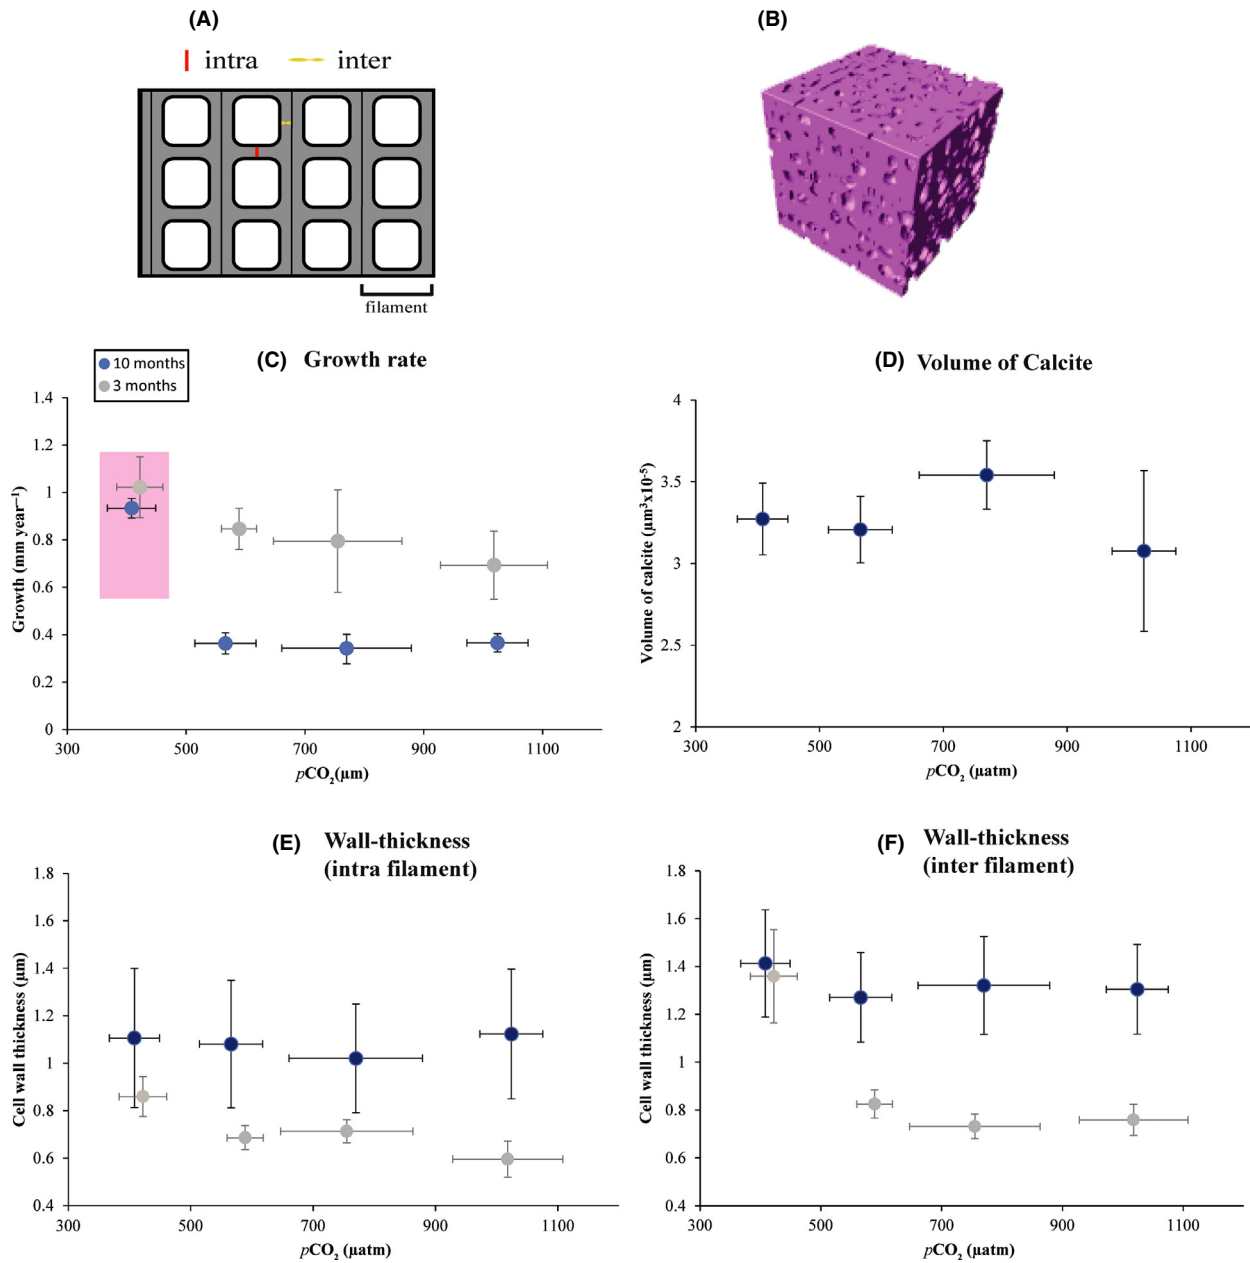 (A)
intra inter
filament
(B)
10 months
3 months
(C) Growth rate
Growth (mm year⁻¹)
1.4
1.2
1
0.8
0.6
0.4
0.2
0
300 500 700 900 1100
pCO₂(µm)
(D) Volume of Calcite
Volume of calcite (µm³x10⁻⁵)
4
3.5
3
2.5
2
300 500 700 900 1100
pCO₂ (µatm)
(E) Wall-thickness
(intra filament)
Cell wall thickness (µm)
1.8
1.6
1.4
1.2
1
0.8
0.6
0.4
300 500 700 900 1100
pCO₂ (µatm)
(F) Wall-thickness
(inter filament)
Cell wall thickness (µm)
1.8
1.6
1.4
1.2
1
0.8
0.6
0.4
300 500 700 900 1100
pCO₂ (µatm)